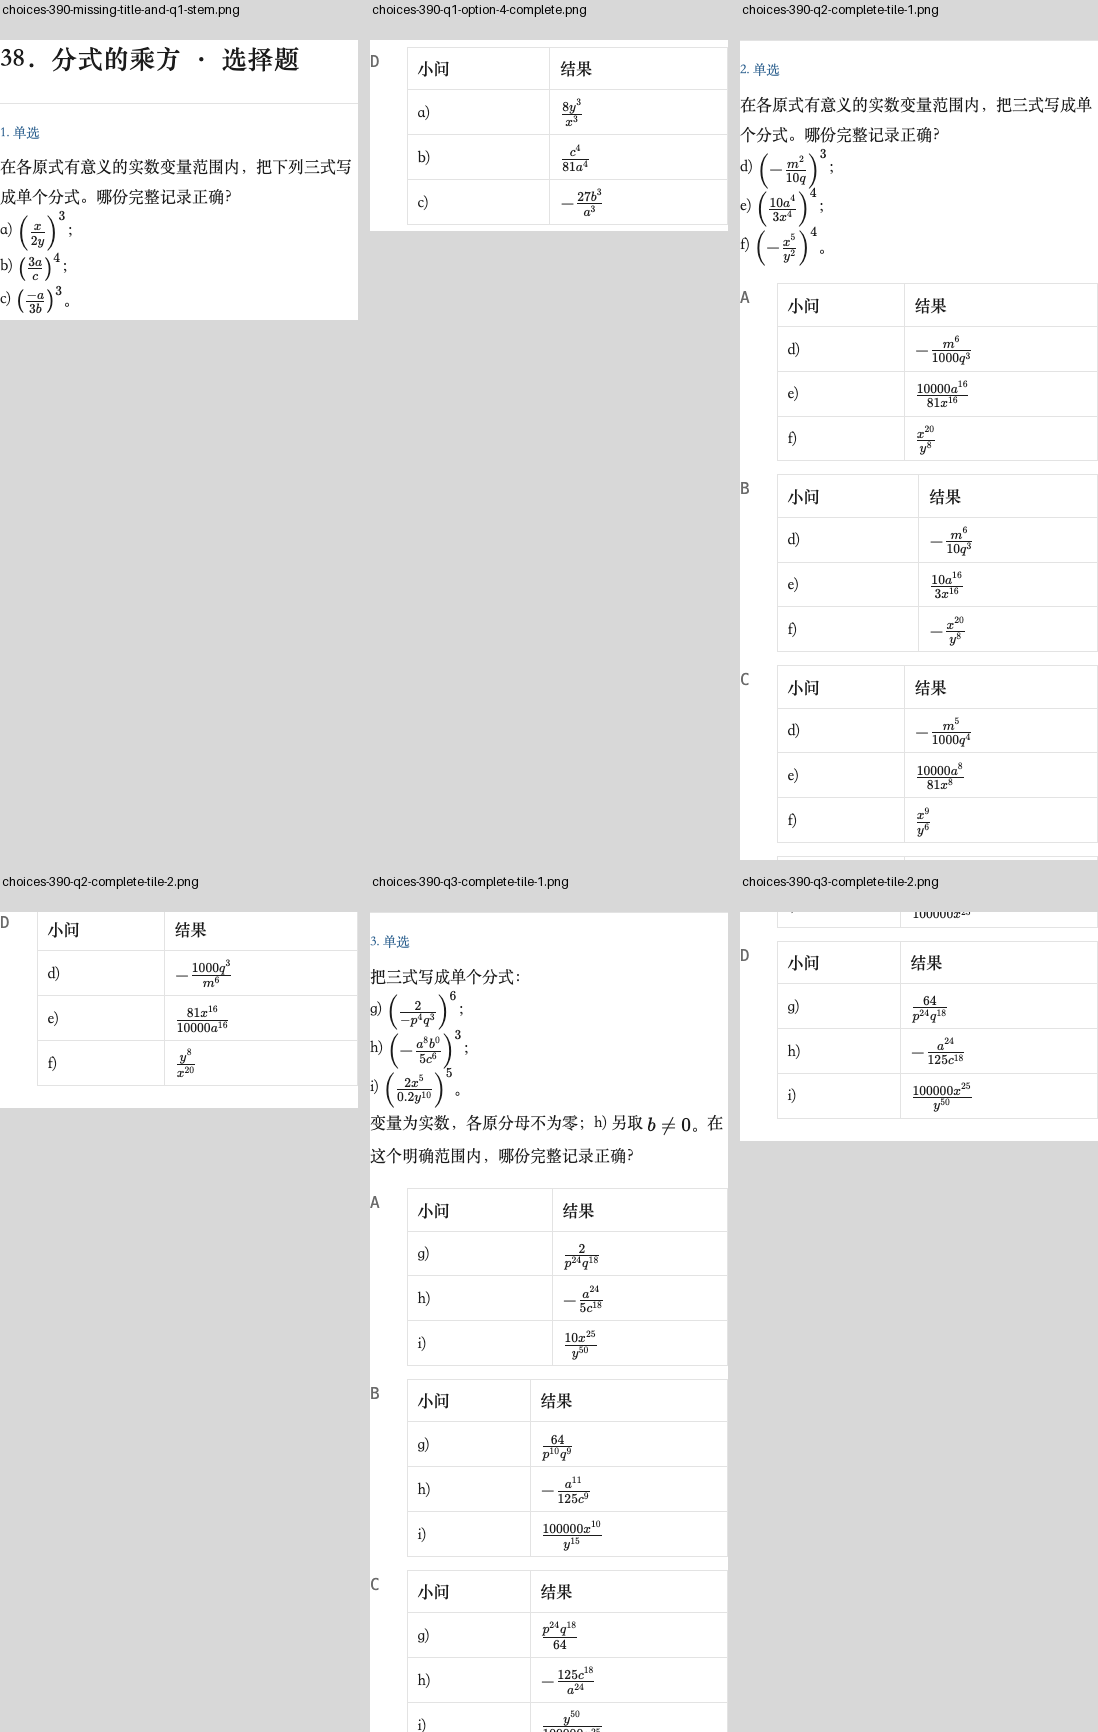 choices-390-missing-title-and-q1-stem.png
38. 分式的乘方 · 选择题
1. 单选
在各原式有意义的实数变量范围内，把下列三式写
成单个分式。哪份完整记录正确？
a) (x/2y)^3；
b) (3a/c)^4；
c) (−a/3b)^3。
choices-390-q1-option-4-complete.png
D
小问 结果
a) 8y^3/x^3
b) c^4/81a^4
c) −27b^3/a^3
choices-390-q2-complete-tile-1.png
2. 单选
在各原式有意义的实数变量范围内，把三式写成单
个分式。哪份完整记录正确？
d) (−m^2/10q)^3；
e) (10a^4/3x^4)^4；
f) (−x^5/y^2)^4。
A
小问 结果
d) −m^6/1000q^3
e) 10000a^16/81x^16
f) x^20/y^8
B
小问 结果
d) −m^6/10q^3
e) 10a^16/3x^16
f) −x^20/y^8
C
小问 结果
d) −m^5/1000q^4
e) 10000a^8/81x^8
f) x^9/y^6
choices-390-q2-complete-tile-2.png
D
小问 结果
d) −1000q^3/m^6
e) 81x^16/10000a^16
f) y^8/x^20
choices-390-q3-complete-tile-1.png
3. 单选
把三式写成单个分式：
g) (2/−p^4q^3)^6；
h) (−a^8b^0/5c^6)^3；
i) (2x^5/0.2y^10)^5。
变量为实数，各原分母不为零；h) 另取 b ≠ 0。在
这个明确范围内，哪份完整记录正确？
A
小问 结果
g) 2/p^24q^18
h) −a^24/5c^18
i) 10x^25/y^50
B
小问 结果
g) 64/p^10q^9
h) −a^11/125c^9
i) 100000x^10/y^15
C
小问 结果
g) p^24q^18/64
h) −125c^18/a^24
i) y^50/100000x^25
choices-390-q3-complete-tile-2.png
100000x^25
D
小问 结果
g) 64/p^24q^18
h) −a^24/125c^18
i) 100000x^25/y^50